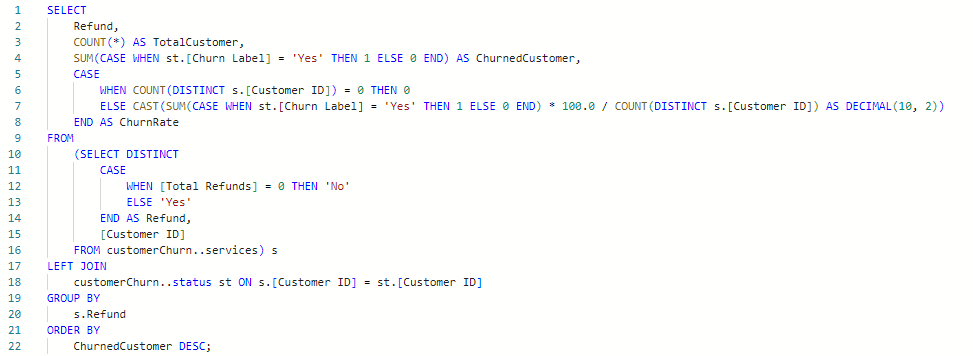 1 SELECT
2 Refund,
3 COUNT(*) AS TotalCustomer,
4 SUM(CASE WHEN st.[Churn Label] = 'Yes' THEN 1 ELSE 0 END) AS ChurnedCustomer,
5 CASE
6 WHEN COUNT(DISTINCT s.[Customer ID]) = 0 THEN 0
7 ELSE CAST(SUM(CASE WHEN st.[Churn Label] = 'Yes' THEN 1 ELSE 0 END) * 100.0 / COUNT(DISTINCT s.[Customer ID]) AS DECIMAL(10, 2))
8 END AS ChurnRate
9 FROM
10 (SELECT DISTINCT
11 CASE
12 WHEN [Total Refunds] = 0 THEN 'No'
13 ELSE 'Yes'
14 END AS Refund,
15 [Customer ID]
16 FROM customerChurn..services) s
17 LEFT JOIN
18 customerChurn..status st ON s.[Customer ID] = st.[Customer ID]
19 GROUP BY
20 s.Refund
21 ORDER BY
22 ChurnedCustomer DESC;